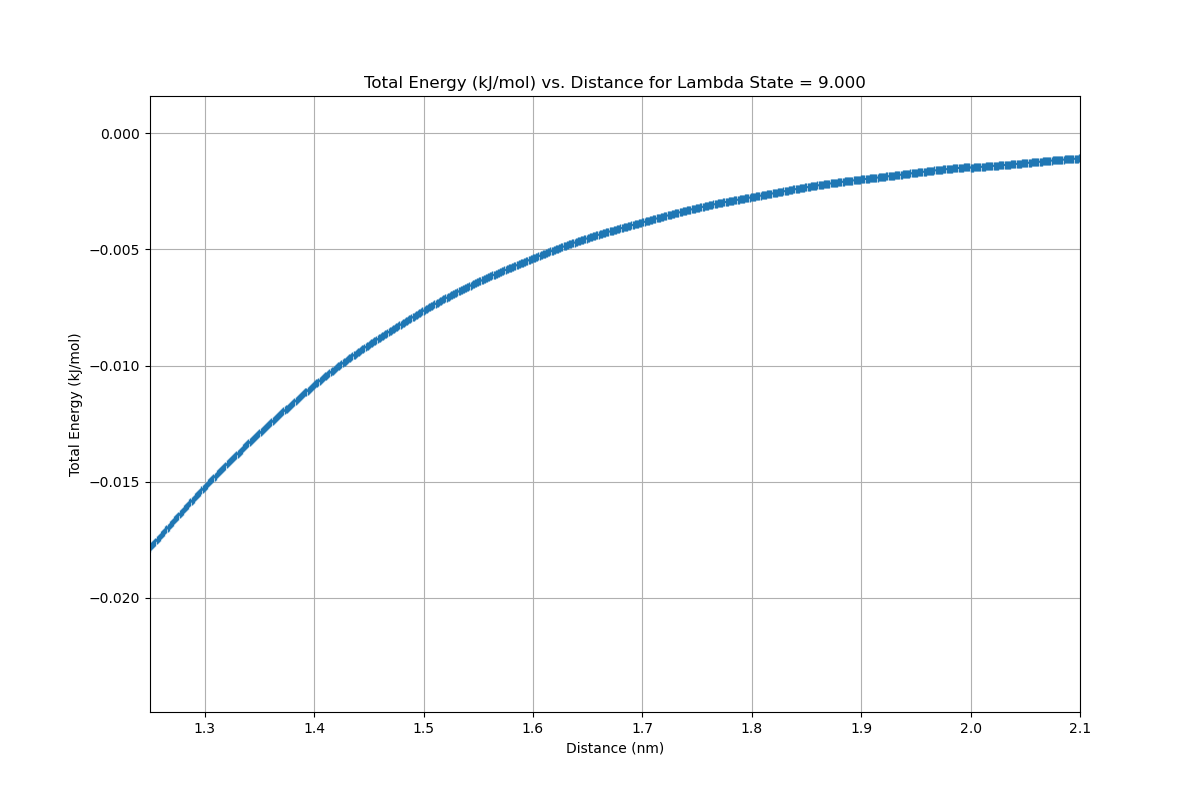 Total Energy (kJ/mol) vs. Distance for Lambda State = 9.000
0.000
−0.005
−0.010
−0.015
−0.020
Total Energy (kJ/mol)
1.3 1.4 1.5 1.6 1.7 1.8 1.9 2.0 2.1
Distance (nm)